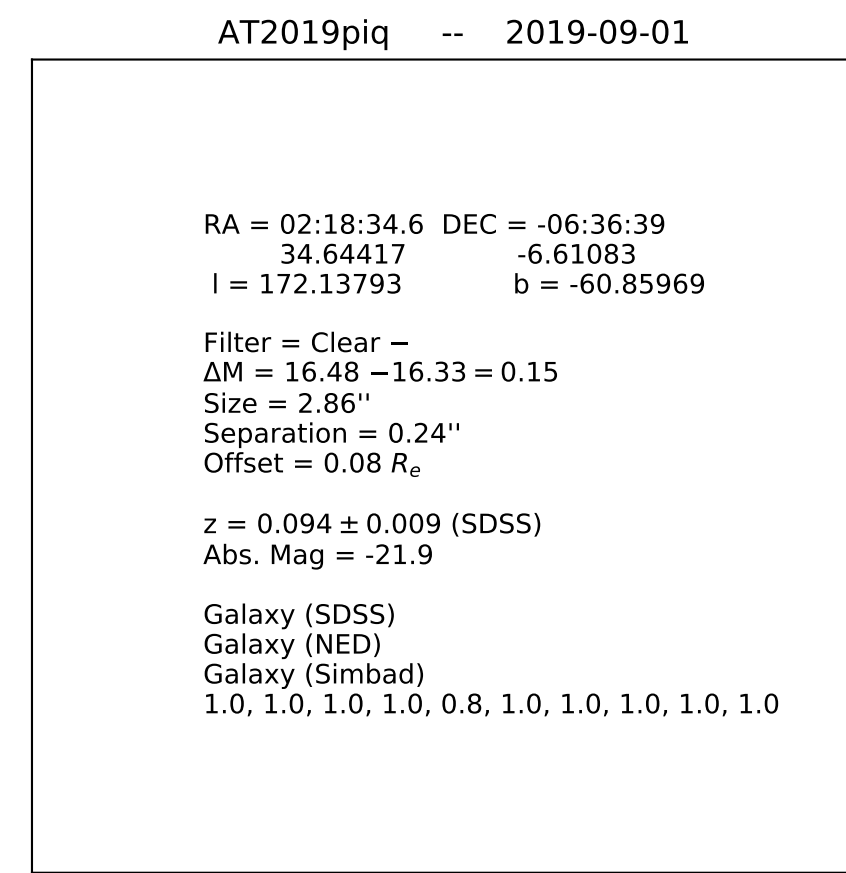 AT2019piq -- 2019-09-01
RA = 02:18:34.6 DEC = -06:36:39
34.64417 -6.61083
l = 172.13793 b = -60.85969
Filter = Clear −
ΔM = 16.48 −16.33 = 0.15
Size = 2.86''
Separation = 0.24''
Offset = 0.08 Re
z = 0.094 ± 0.009 (SDSS)
Abs. Mag = -21.9
Galaxy (SDSS)
Galaxy (NED)
Galaxy (Simbad)
1.0, 1.0, 1.0, 1.0, 0.8, 1.0, 1.0, 1.0, 1.0, 1.0